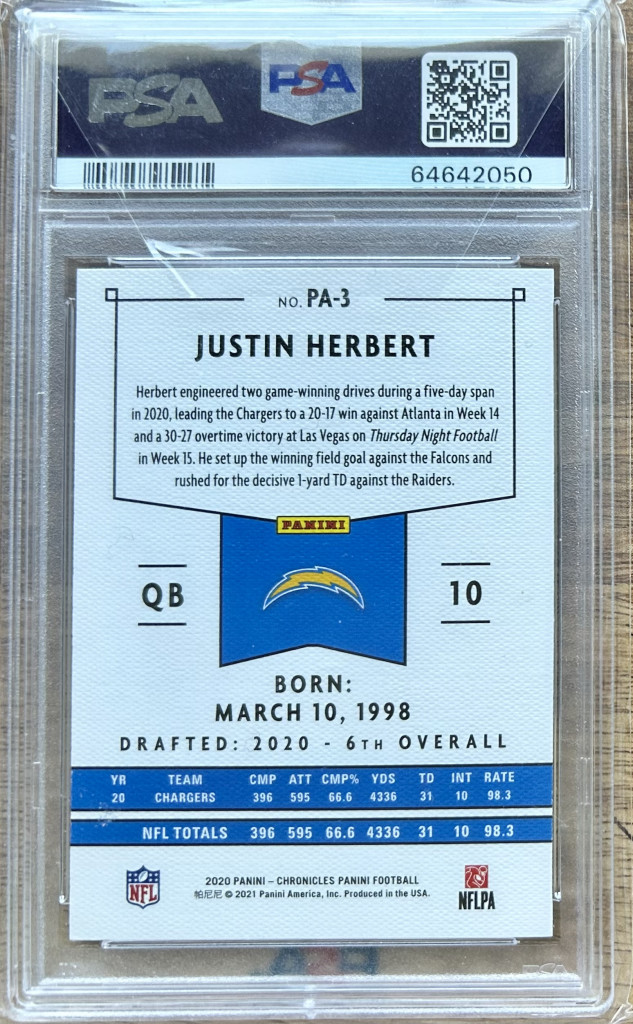 PSA
PSA
64642050
NO. PA-3
JUSTIN HERBERT
Herbert engineered two game-winning drives during a five-day span
in 2020, leading the Chargers to a 20-17 win against Atlanta in Week 14
and a 30-27 overtime victory at Las Vegas on Thursday Night Football
in Week 15. He set up the winning field goal against the Falcons and
rushed for the decisive 1-yard TD against the Raiders.
PANINI
QB
10
BORN:
MARCH 10, 1998
DRAFTED: 2020 - 6TH OVERALL
YR TEAM CMP ATT CMP% YDS TD INT RATE
20 CHARGERS 396 595 66.6 4336 31 10 98.3
NFL TOTALS 396 595 66.6 4336 31 10 98.3
NFL
2020 PANINI – CHRONICLES PANINI FOOTBALL
帕尼尼 © 2021 Panini America, Inc. Produced in the USA.
NFLPA
PSA